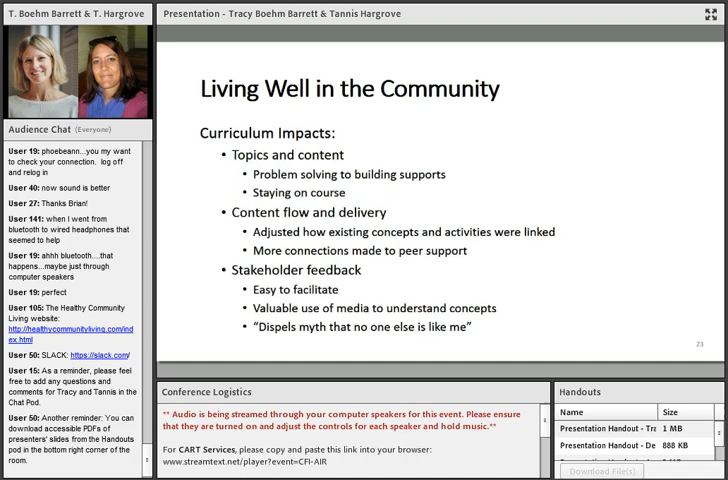 T. Boehm Barrett & T. Hargrove
Audience Chat (Everyone)
User 19: phoebeann...you my want
to check your connection. log off
and relog in
User 40: now sound is better
User 27: Thanks Brian!
User 141: when I went from
bluetooth to wired headphones that
seemed to help
User 19: ahhh bluetooth....that
happens...maybe just through
computer speakers
User 19: perfect
User 105: The Healthy Community
Living website:
http://healthycommunityliving.com/ind
ex.html
User 50: SLACK: https://slack.com/
User 15: As a reminder, please feel
free to add any questions and
comments for Tracy and Tannis in the
Chat Pod.
User 50: Another reminder: You can
download accessible PDFs of
presenters' slides from the Handouts
pod in the bottom right corner of the
room.
Presentation - Tracy Boehm Barrett & Tannis Hargrove
Living Well in the Community
Curriculum Impacts:
• Topics and content
• Problem solving to building supports
• Staying on course
• Content flow and delivery
• Adjusted how existing concepts and activities were linked
• More connections made to peer support
• Stakeholder feedback
• Easy to facilitate
• Valuable use of media to understand concepts
• “Dispels myth that no one else is like me”
23
Conference Logistics
** Audio is being streamed through your computer speakers for this event. Please ensure
that they are turned on and adjust the controls for each speaker and hold music.**
For CART Services, please copy and paste this link into your browser:
www.streamtext.net/player?event=CFI-AIR
Handouts
Name Size
Presentation Handout - Tra 1 MB
Presentation Handout - De 888 KB
Download File(s)